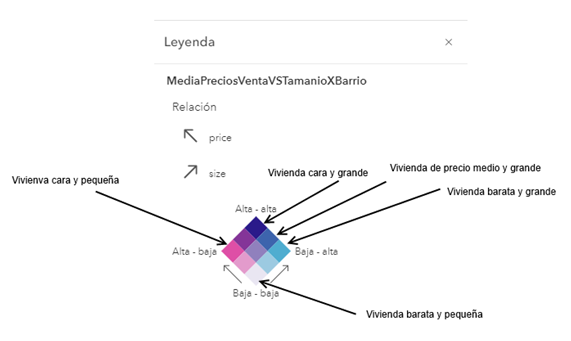 Leyenda
×
MediaPreciosVentaVSTamanioXBarrio
Relación
price
size
Vivienva cara y pequeña
Vivienda cara y grande
Vivienda de precio medio y grande
Vivienda barata y grande
Alta - alta
Alta - baja
Baja - alta
Baja - baja
Vivienda barata y pequeña